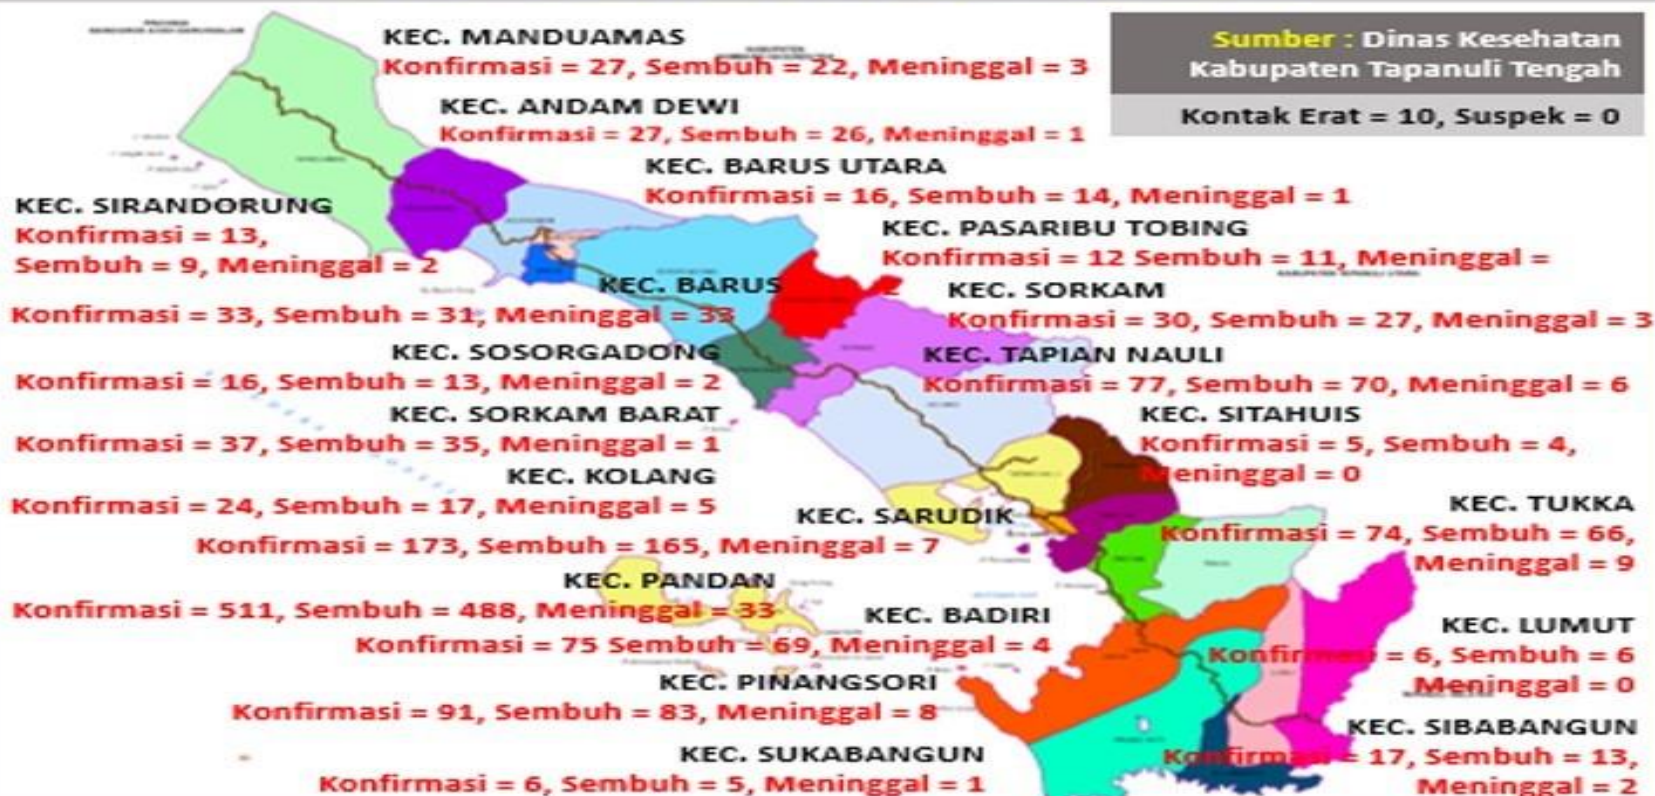 KEC. MANDUAMAS
Konfirmasi = 27, Sembuh = 22, Meninggal = 3
Sumber : Dinas Kesehatan
Kabupaten Tapanuli Tengah
Kontak Erat = 10, Suspek = 0
KEC. ANDAM DEWI
Konfirmasi = 27, Sembuh = 26, Meninggal = 1
KEC. BARUS UTARA
Konfirmasi = 16, Sembuh = 14, Meninggal = 1
KEC. SIRANDORUNG
Konfirmasi = 13,
Sembuh = 9, Meninggal = 2
KEC. PASARIBU TOBING
Konfirmasi = 12 Sembuh = 11, Meninggal =
2
KEC. BARUS
Konfirmasi = 33, Sembuh = 31, Meninggal = 33
KEC. SORKAM
Konfirmasi = 30, Sembuh = 27, Meninggal = 3
KEC. SOSORGADONG
Konfirmasi = 16, Sembuh = 13, Meninggal = 2
KEC. TAPIAN NAULI
Konfirmasi = 77, Sembuh = 70, Meninggal = 6
KEC. SORKAM BARAT
Konfirmasi = 37, Sembuh = 35, Meninggal = 1
KEC. SITAHUIS
Konfirmasi = 5, Sembuh = 4,
Meninggal = 0
KEC. KOLANG
Konfirmasi = 24, Sembuh = 17, Meninggal = 5
KEC. SARUDIK
Konfirmasi = 173, Sembuh = 165, Meninggal = 7
KEC. TUKKA
Konfirmasi = 74, Sembuh = 66,
Meninggal = 9
KEC. PANDAN
Konfirmasi = 511, Sembuh = 488, Meninggal = 33
KEC. BADIRI
Konfirmasi = 75 Sembuh = 69, Meninggal = 4
KEC. LUMUT
Konfirmasi = 6, Sembuh = 6
Meninggal = 0
KEC. PINANGSORI
Konfirmasi = 91, Sembuh = 83, Meninggal = 8
KEC. SIBABANGUN
Konfirmasi = 17, Sembuh = 13,
Meninggal = 2
KEC. SUKABANGUN
Konfirmasi = 6, Sembuh = 5, Meninggal = 1